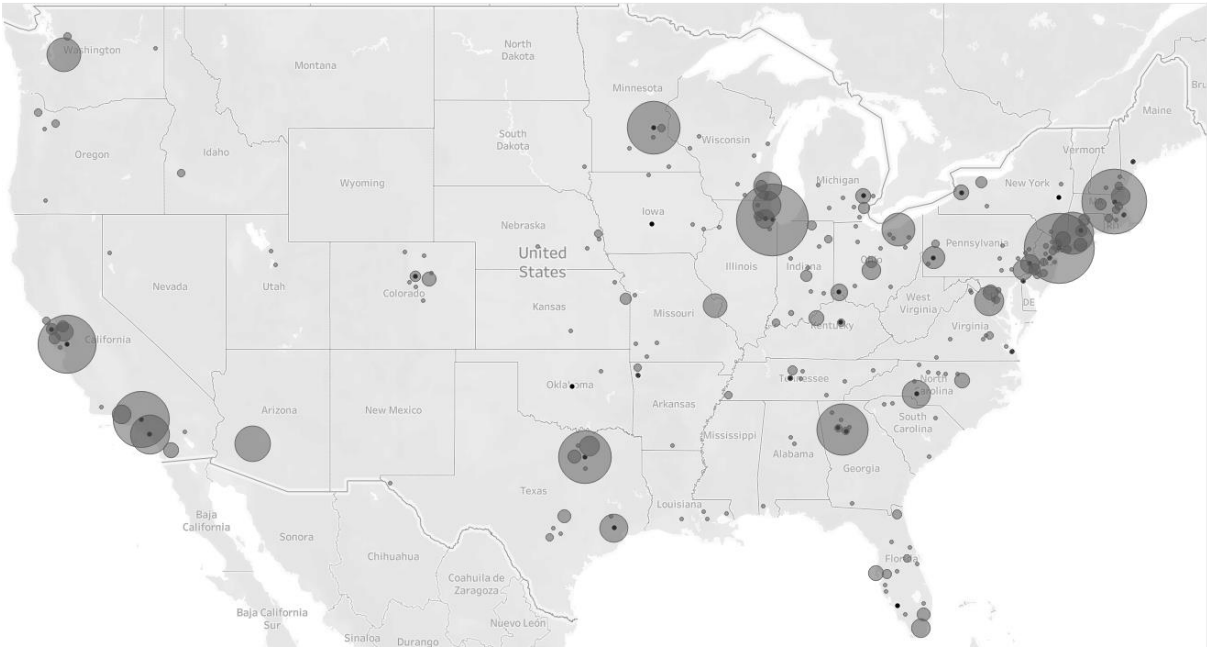 Washington
Montana
North
Dakota
Minnesota
Maine
Oregon
Idaho
South
Dakota
Wisconsin
Vermont
Michigan
New York
Wyoming
Iowa
Nebraska
Pennsylvania
United
States
Nevada
Utah
Colorado
Kansas
Illinois
Indiana
Ohio
Missouri
West
Virginia
DE
California
Kentucky
Virginia
Arizona
New Mexico
Oklahoma
Arkansas
Tennessee
North
Carolina
South
Carolina
Mississippi
Alabama
Georgia
Texas
Louisiana
Baja
California
Sonora
Chihuahua
Florida
Coahuila de
Zaragoza
Baja California
Sur
Nuevo León
Sinaloa
Durango